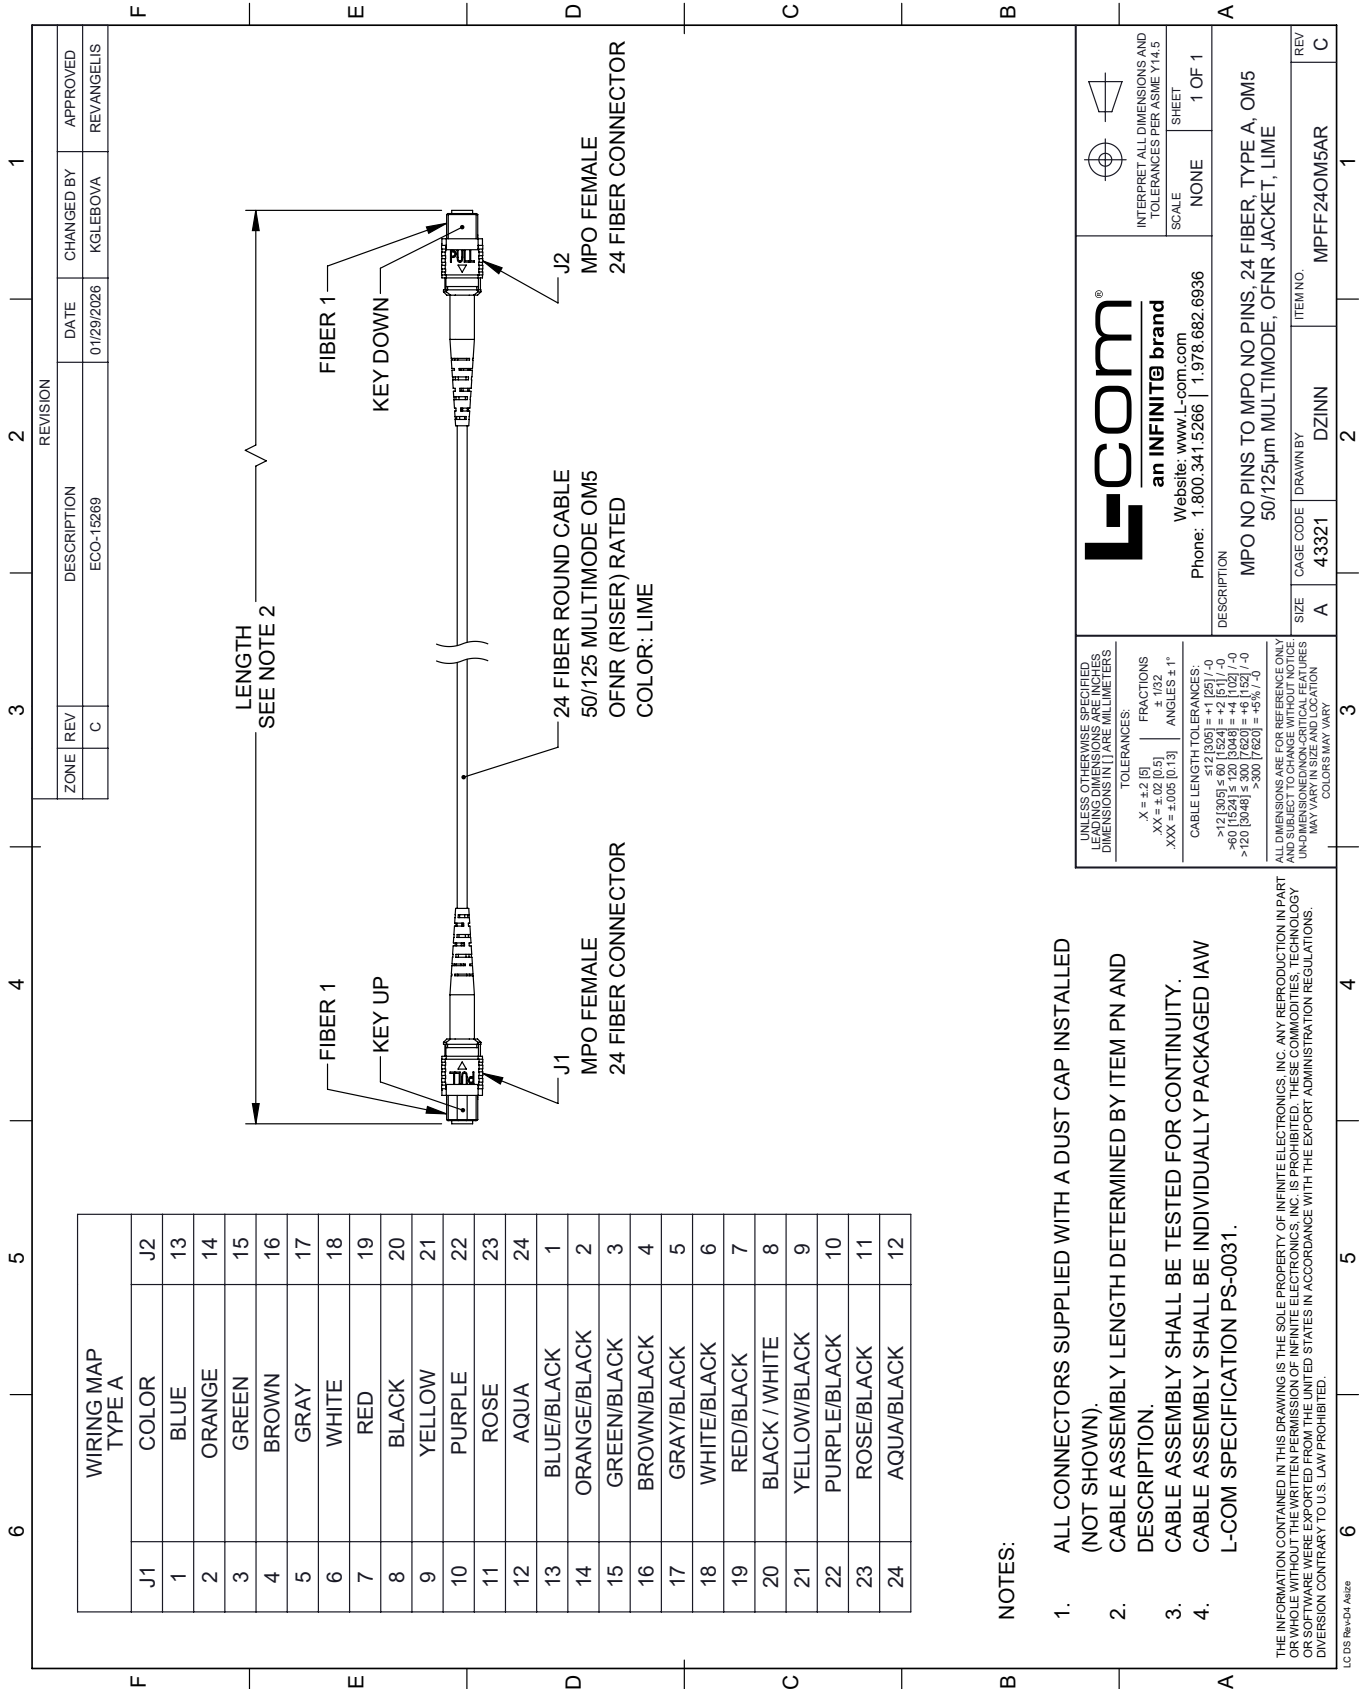 REVISION
ZONE REV DESCRIPTION DATE CHANGED BY APPROVED
C ECO-15269 01/29/2026 KGLEBOVA REVANGELIS
6 5 4 3 2 1
F
E
D
C
B
A
WIRING MAP
TYPE A
J1 COLOR J2
1 BLUE 13
2 ORANGE 14
3 GREEN 15
4 BROWN 16
5 GRAY 17
6 WHITE 18
7 RED 19
8 BLACK 20
9 YELLOW 21
10 PURPLE 22
11 ROSE 23
12 AQUA 24
13 BLUE/BLACK 1
14 ORANGE/BLACK 2
15 GREEN/BLACK 3
16 BROWN/BLACK 4
17 GRAY/BLACK 5
18 WHITE/BLACK 6
19 RED/BLACK 7
20 BLACK / WHITE 8
21 YELLOW/BLACK 9
22 PURPLE/BLACK 10
23 ROSE/BLACK 11
24 AQUA/BLACK 12
LENGTH
SEE NOTE 2
FIBER 1
KEY UP
PULL
J1
MPO FEMALE
24 FIBER CONNECTOR
24 FIBER ROUND CABLE
50/125 MULTIMODE OM5
OFNR (RISER) RATED
COLOR: LIME
FIBER 1
KEY DOWN
PULL
J2
MPO FEMALE
24 FIBER CONNECTOR
NOTES:
1. ALL CONNECTORS SUPPLIED WITH A DUST CAP INSTALLED
(NOT SHOWN).
2. CABLE ASSEMBLY LENGTH DETERMINED BY ITEM PN AND
DESCRIPTION.
3. CABLE ASSEMBLY SHALL BE TESTED FOR CONTINUITY.
4. CABLE ASSEMBLY SHALL BE INDIVIDUALLY PACKAGED IAW
L-COM SPECIFICATION PS-0031.
THE INFORMATION CONTAINED IN THIS DRAWING IS THE SOLE PROPERTY OF INFINITE ELECTRONICS, INC. ANY REPRODUCTION IN PART
OR WHOLE WITHOUT THE WRITTEN PERMISSION OF INFINITE ELECTRONICS, INC. IS PROHIBITED. THESE COMMODITIES, TECHNOLOGY
OR SOFTWARE WERE EXPORTED FROM THE UNITED STATES IN ACCORDANCE WITH THE EXPORT ADMINISTRATION REGULATIONS.
DIVERSION CONTRARY TO U.S. LAW PROHIBITED.
LC DS Rev-D4 Asize
UNLESS OTHERWISE SPECIFIED
LEADING DIMENSIONS ARE INCHES
DIMENSIONS IN [ ] ARE MILLIMETERS
TOLERANCES:
.X = ±.2 [5] FRACTIONS
.XX = ±.02 [0.5] ± 1/32
.XXX = ±.005 [0.13] ANGLES ± 1°
CABLE LENGTH TOLERANCES:
≤12 [305] = +1 [25] / -0
>12 [305] ≤ 60 [1524] = +2 [51] / -0
>60 [1524] ≤ 120 [3048] = +4 [102] / -0
>120 [3048] ≤ 300 [7620] = +6 [152] / -0
>300 [7620] = +5% / -0
ALL DIMENSIONS ARE FOR REFERENCE ONLY
AND SUBJECT TO CHANGE WITHOUT NOTICE.
UN-DIMENSIONED/NON-CRITICAL FEATURES
MAY VARY IN SIZE AND LOCATION
COLORS MAY VARY
L-com®
an INFINITE brand
Website: www.L-com.com
Phone: 1.800.341.5266 | 1.978.682.6936
INTERPRET ALL DIMENSIONS AND
TOLERANCES PER ASME Y14.5
SCALE
NONE
SHEET
1 OF 1
DESCRIPTION
MPO NO PINS TO MPO NO PINS, 24 FIBER, TYPE A, OM5
50/125µm MULTIMODE, OFNR JACKET, LIME
SIZE
A
CAGE CODE
43321
DRAWN BY
DZINN
ITEM NO.
MPFF24OM5AR
REV
C
6 5 4 3 2 1
F
E
D
C
B
A